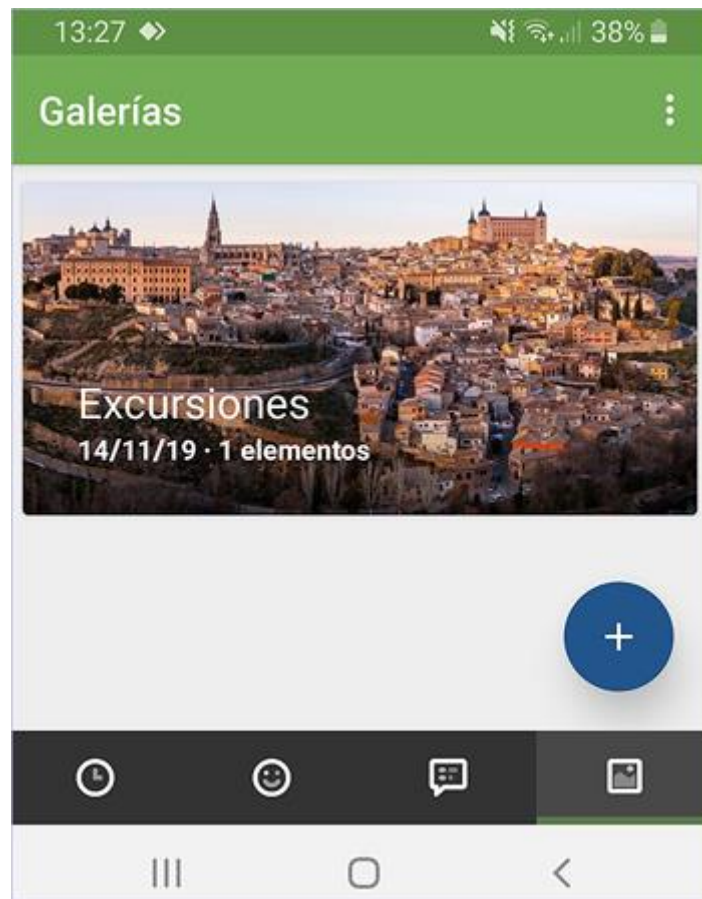 13:27
38%
Galerías
Excursiones
14/11/19 · 1 elementos